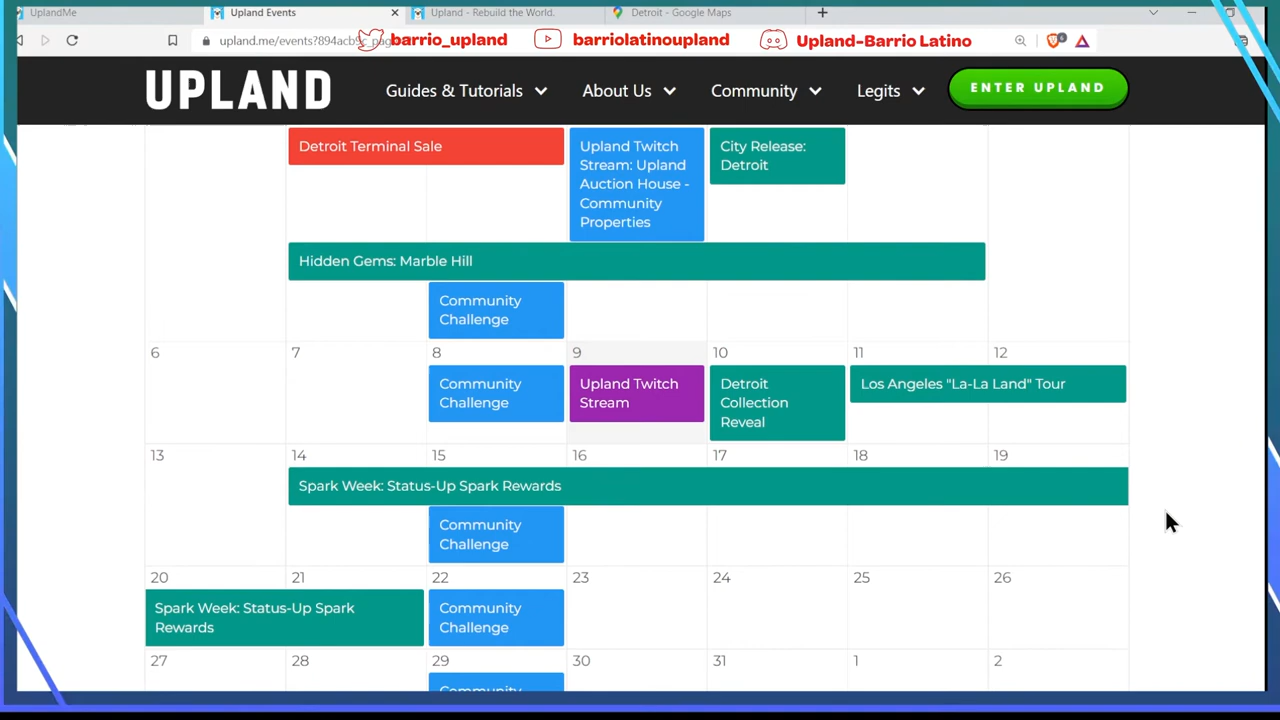 UplandMe
Upland Events
Upland - Rebuild the World.
Detroit - Google Maps
upland.me/events?894acb9c_pag
barrio_upland
barriolatinoupland
Upland-Barrio Latino
UPLAND
Guides & Tutorials
About Us
Community
Legits
ENTER UPLAND
Detroit Terminal Sale
Upland Twitch
Stream: Upland
Auction House -
Community
Properties
City Release:
Detroit
Hidden Gems: Marble Hill
Community
Challenge
6 7 8 9 10 11 12
Community
Challenge
Upland Twitch
Stream
Detroit
Collection
Reveal
Los Angeles "La-La Land" Tour
13 14 15 16 17 18 19
Spark Week: Status-Up Spark Rewards
Community
Challenge
20 21 22 23 24 25 26
Spark Week: Status-Up Spark
Rewards
Community
Challenge
27 28 29 30 31 1 2
Community